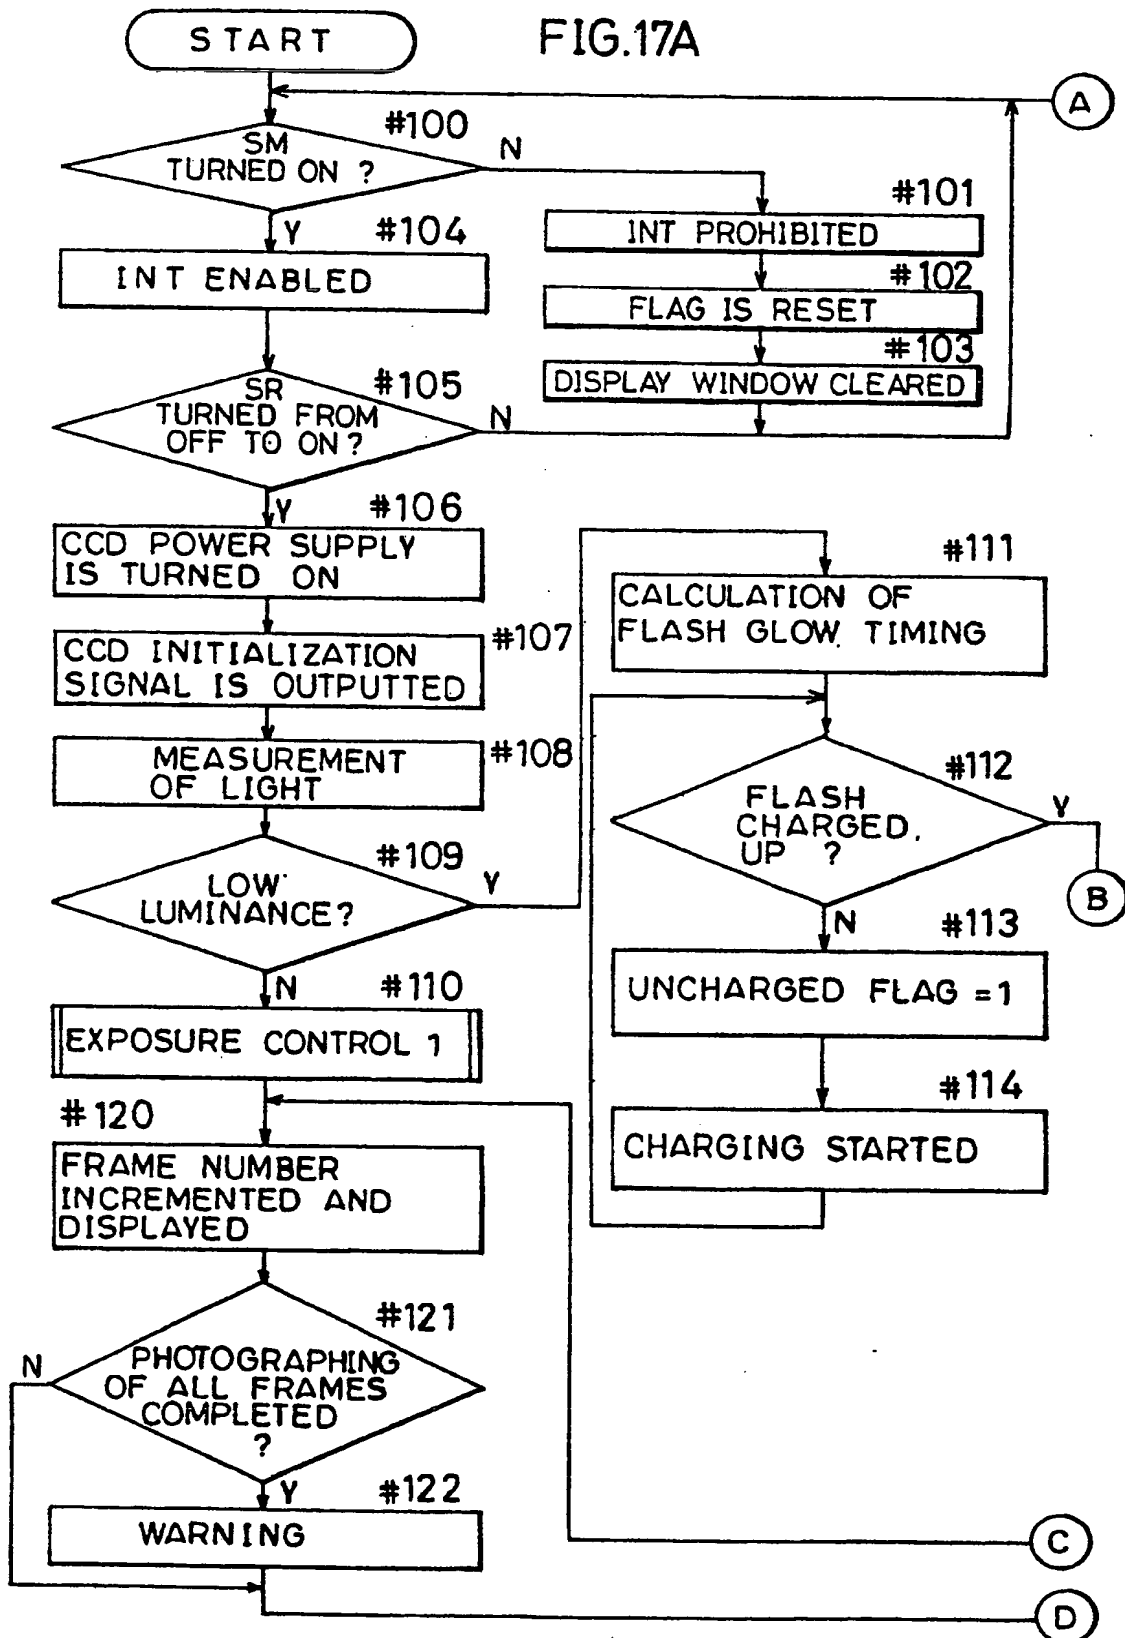 START
FIG.17A
A
#100
SM
TURNED ON ?
N
Y
#101
INT PROHIBITED
#102
FLAG IS RESET
#103
DISPLAY WINDOW CLEARED
#104
INT ENABLED
#105
SR
TURNED FROM
OFF TO ON ?
N
Y
#106
CCD POWER SUPPLY
IS TURNED ON
#107
CCD INITIALIZATION
SIGNAL IS OUTPUTTED
#108
MEASUREMENT
OF LIGHT
#109
LOW
LUMINANCE?
Y
N
#110
EXPOSURE CONTROL 1
#111
CALCULATION OF
FLASH GLOW TIMING
#112
FLASH
CHARGED
UP ?
Y
B
N
#113
UNCHARGED FLAG =1
#114
CHARGING STARTED
#120
FRAME NUMBER
INCREMENTED AND
DISPLAYED
#121
PHOTOGRAPHING
OF ALL FRAMES
COMPLETED
?
N
Y
#122
WARNING
C
D